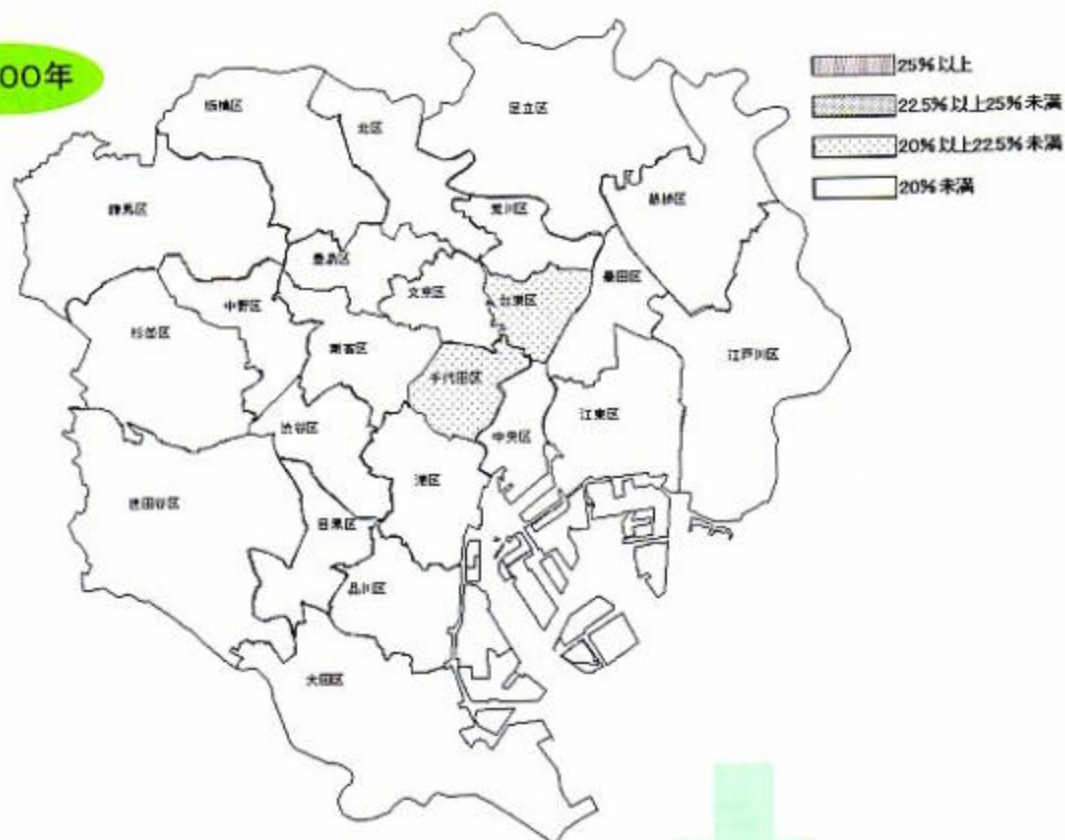 00年
25%以上
22.5%以上25%未満
20%以上22.5%未満
20%未満
板橋区
北区
足立区
練馬区
荒川区
葛飾区
豊島区
文京区
台東区
墨田区
中野区
杉並区
新宿区
千代田区
江戸川区
渋谷区
中央区
江東区
世田谷区
港区
目黒区
品川区
大田区